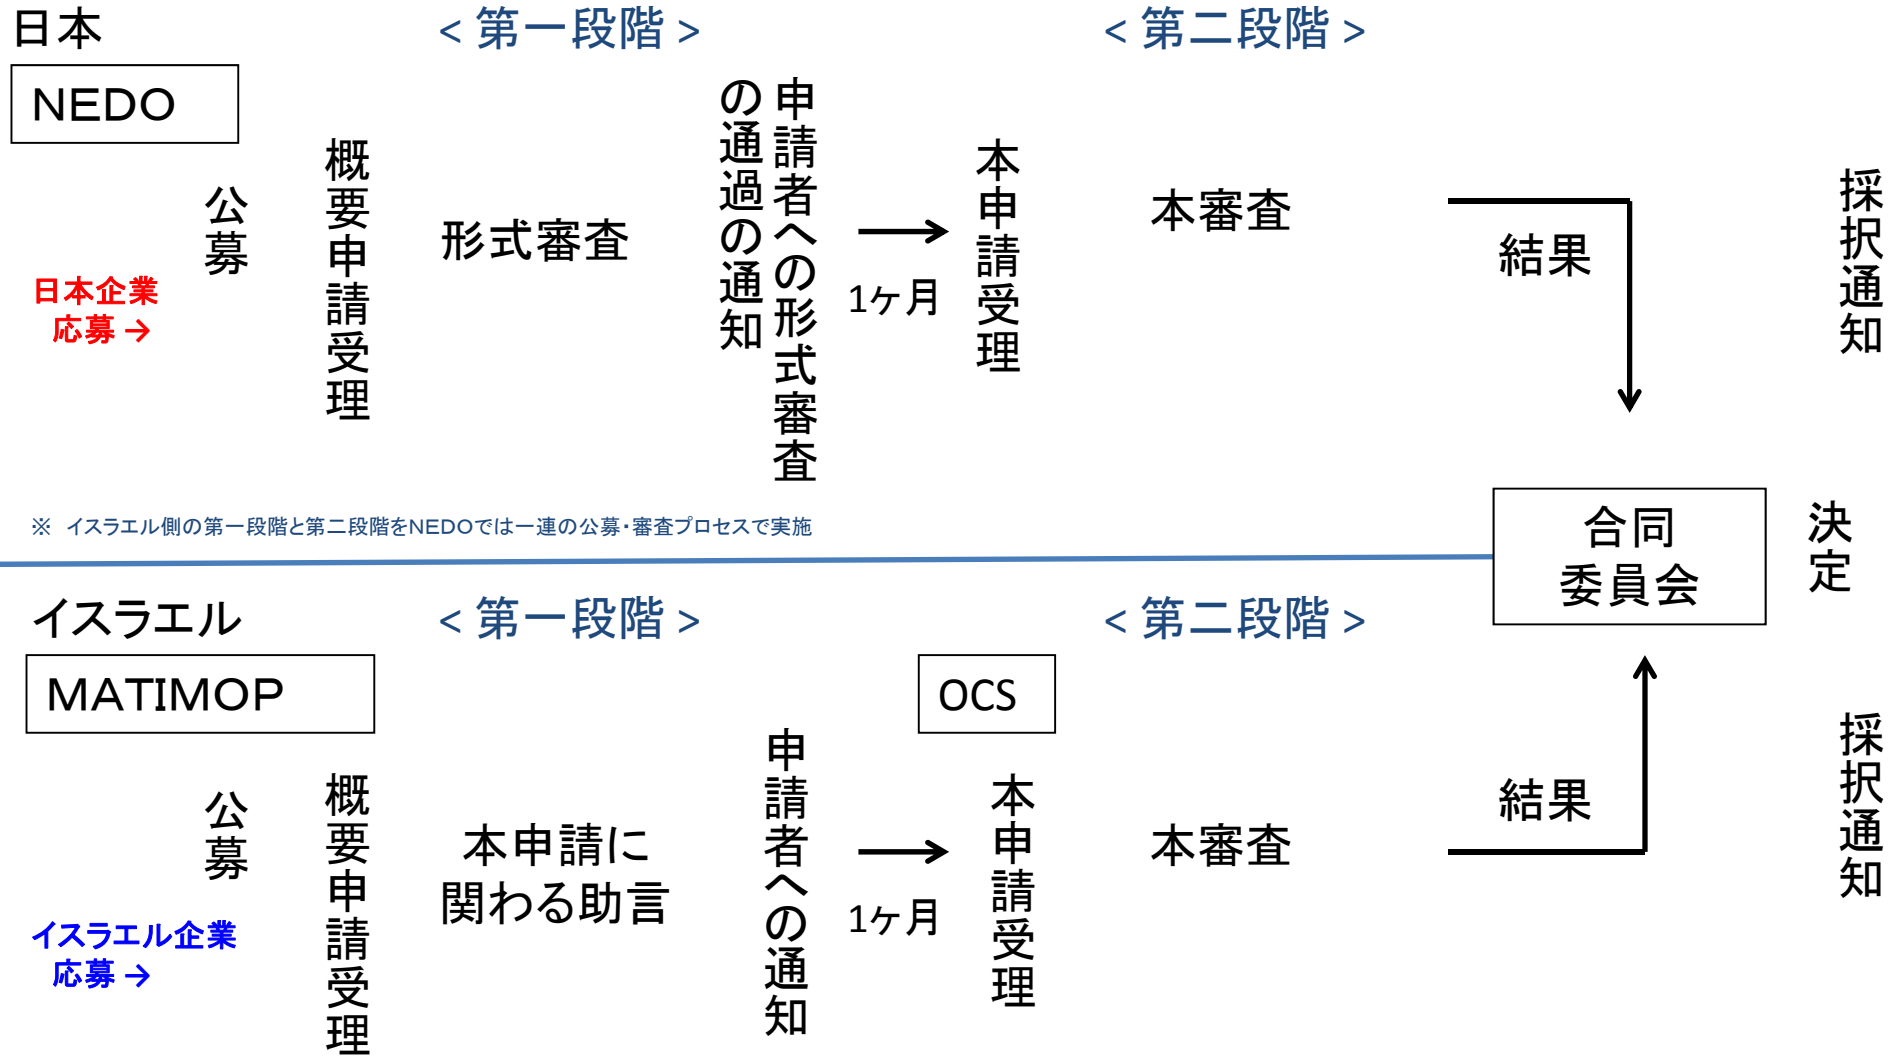 日本
<第一段階>
<第二段階>
NEDO
公募
日本企業
応募→
概要申請受理
形式審査
申請者への形式審査
の通過の通知
1ヶ月
本申請受理
本審査
結果
採択通知
※ イスラエル側の第一段階と第二段階をNEDOでは一連の公募・審査プロセスで実施
合同
委員会
決定
イスラエル
<第一段階>
<第二段階>
MATIMOP
OCS
公募
イスラエル企業
応募→
概要申請受理
本申請に
関わる助言
申請者への通知
1ヶ月
本申請受理
本審査
結果
採択通知